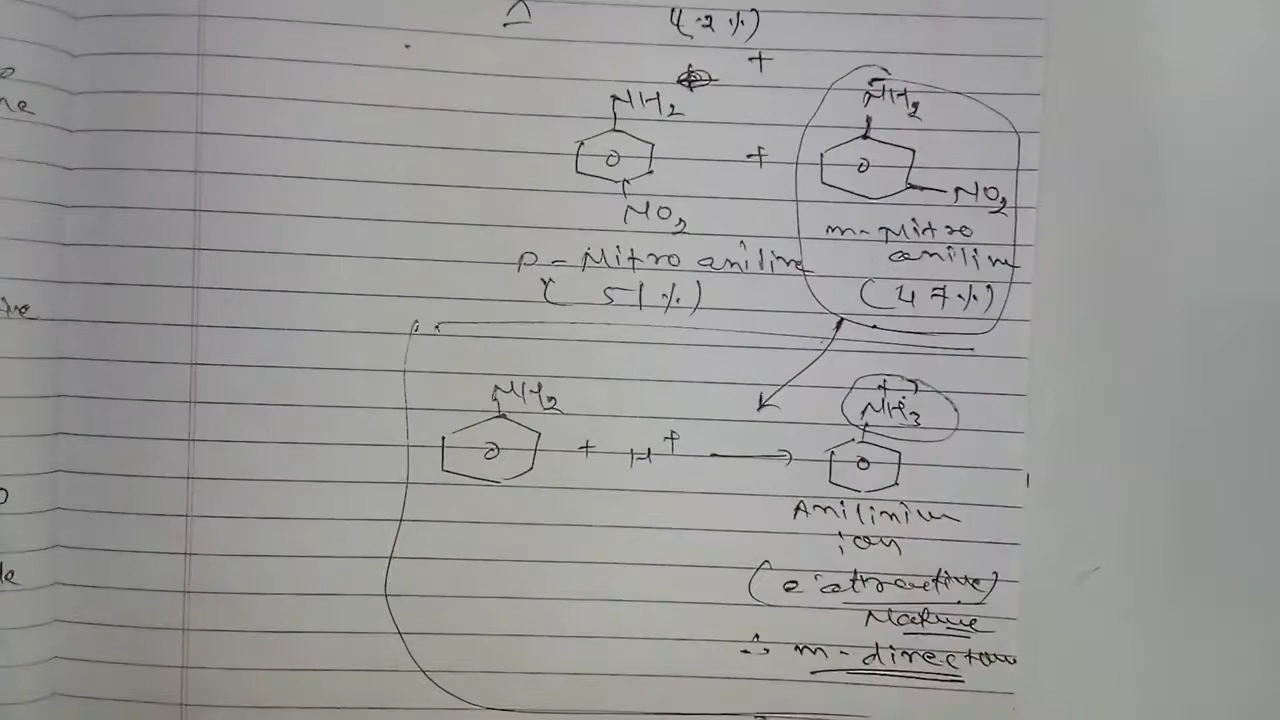 Δ
(2%)
+
NH2
NH2
+
NO2
NO2
p-Nitro aniline
(51%)
m-Nitro
aniline
(47%)
NH2
+ H+ →
+
NH3
Anilinium
ion
(e⁻ attractive)
Nature
∴ m-director